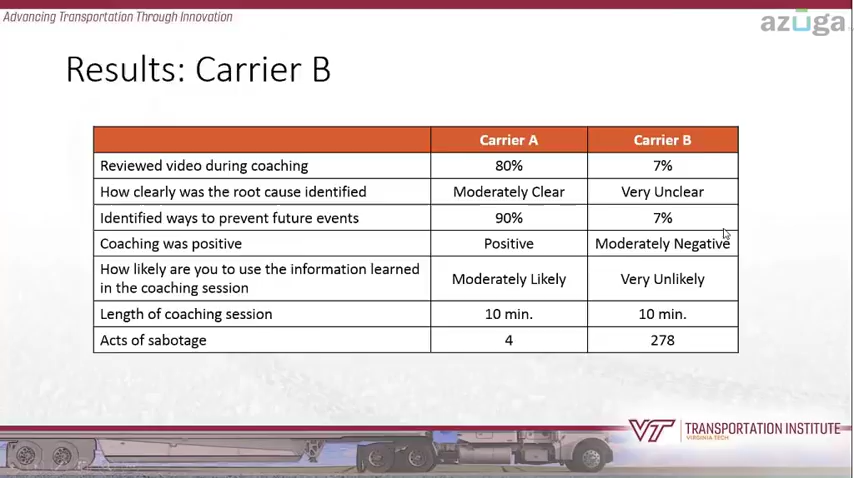 Advancing Transportation Through Innovation
azuga
Results: Carrier B
Carrier A Carrier B
Reviewed video during coaching 80% 7%
How clearly was the root cause identified Moderately Clear Very Unclear
Identified ways to prevent future events 90% 7%
Coaching was positive Positive Moderately Negative
How likely are you to use the information learned
in the coaching session Moderately Likely Very Unlikely
Length of coaching session 10 min. 10 min.
Acts of sabotage 4 278
VT TRANSPORTATION INSTITUTE
VIRGINIA TECH